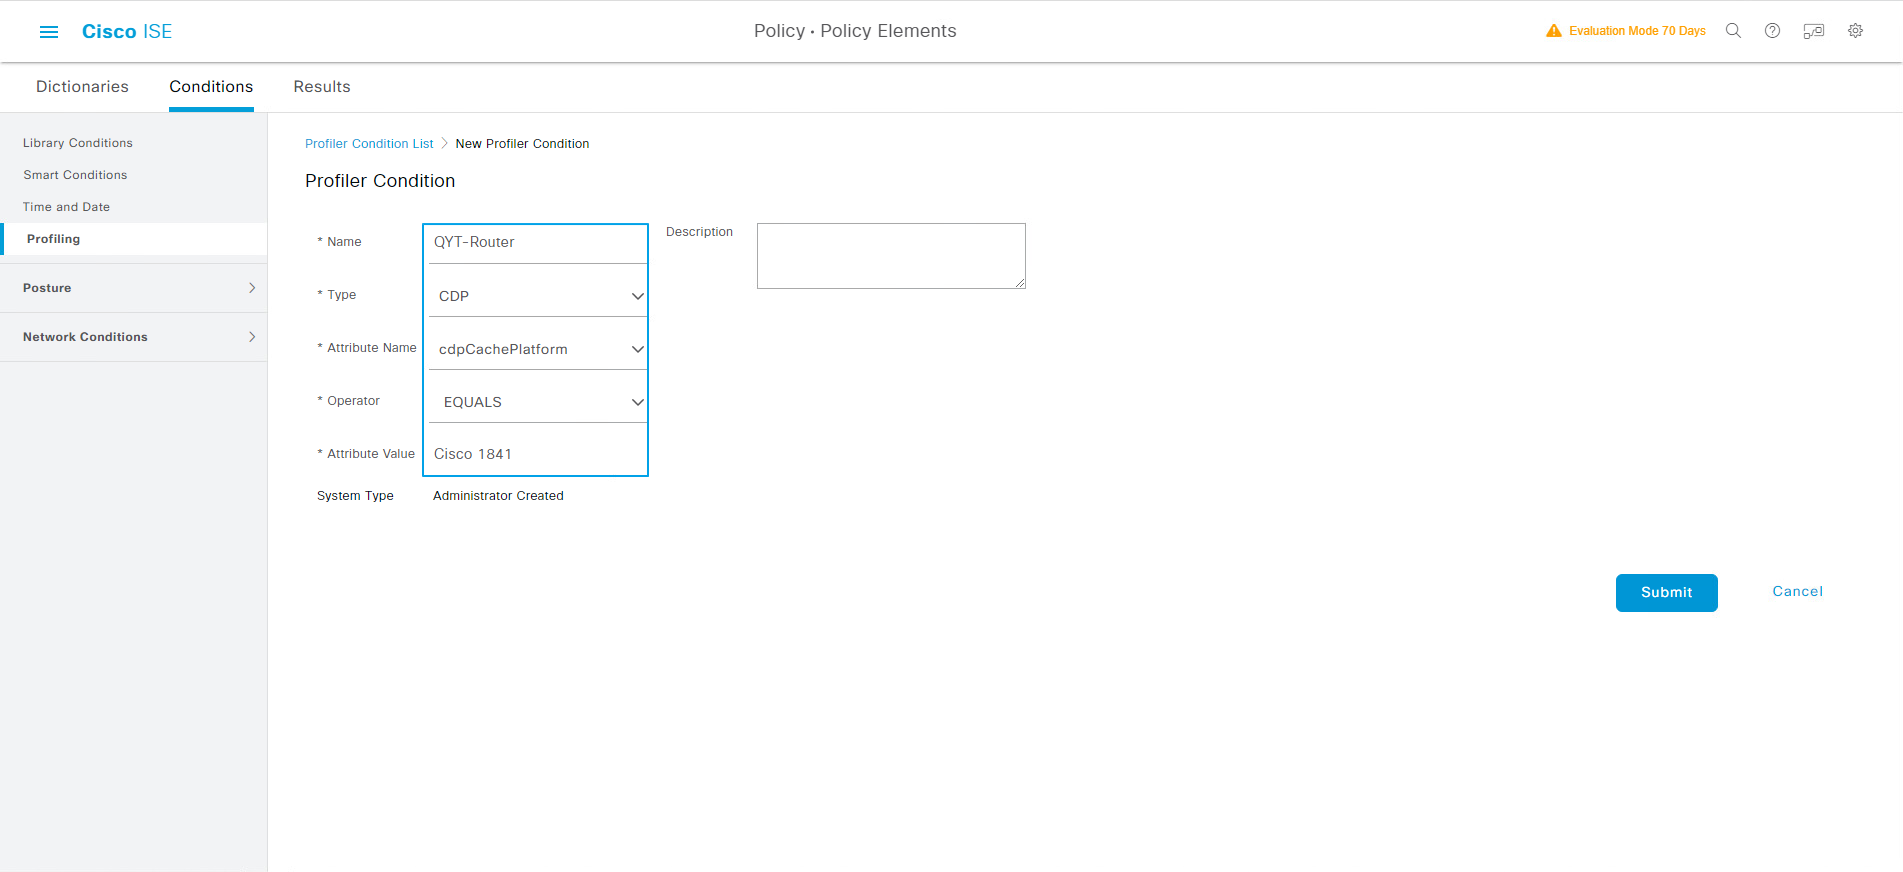 Cisco ISE
Policy · Policy Elements
Evaluation Mode 70 Days
Dictionaries
Conditions
Results
Library Conditions
Smart Conditions
Time and Date
Profiling
Posture
Network Conditions
Profiler Condition List > New Profiler Condition
Profiler Condition
* Name QYT-Router
Description
* Type CDP
* Attribute Name cdpCachePlatform
* Operator EQUALS
* Attribute Value Cisco 1841
System Type Administrator Created
Submit
Cancel